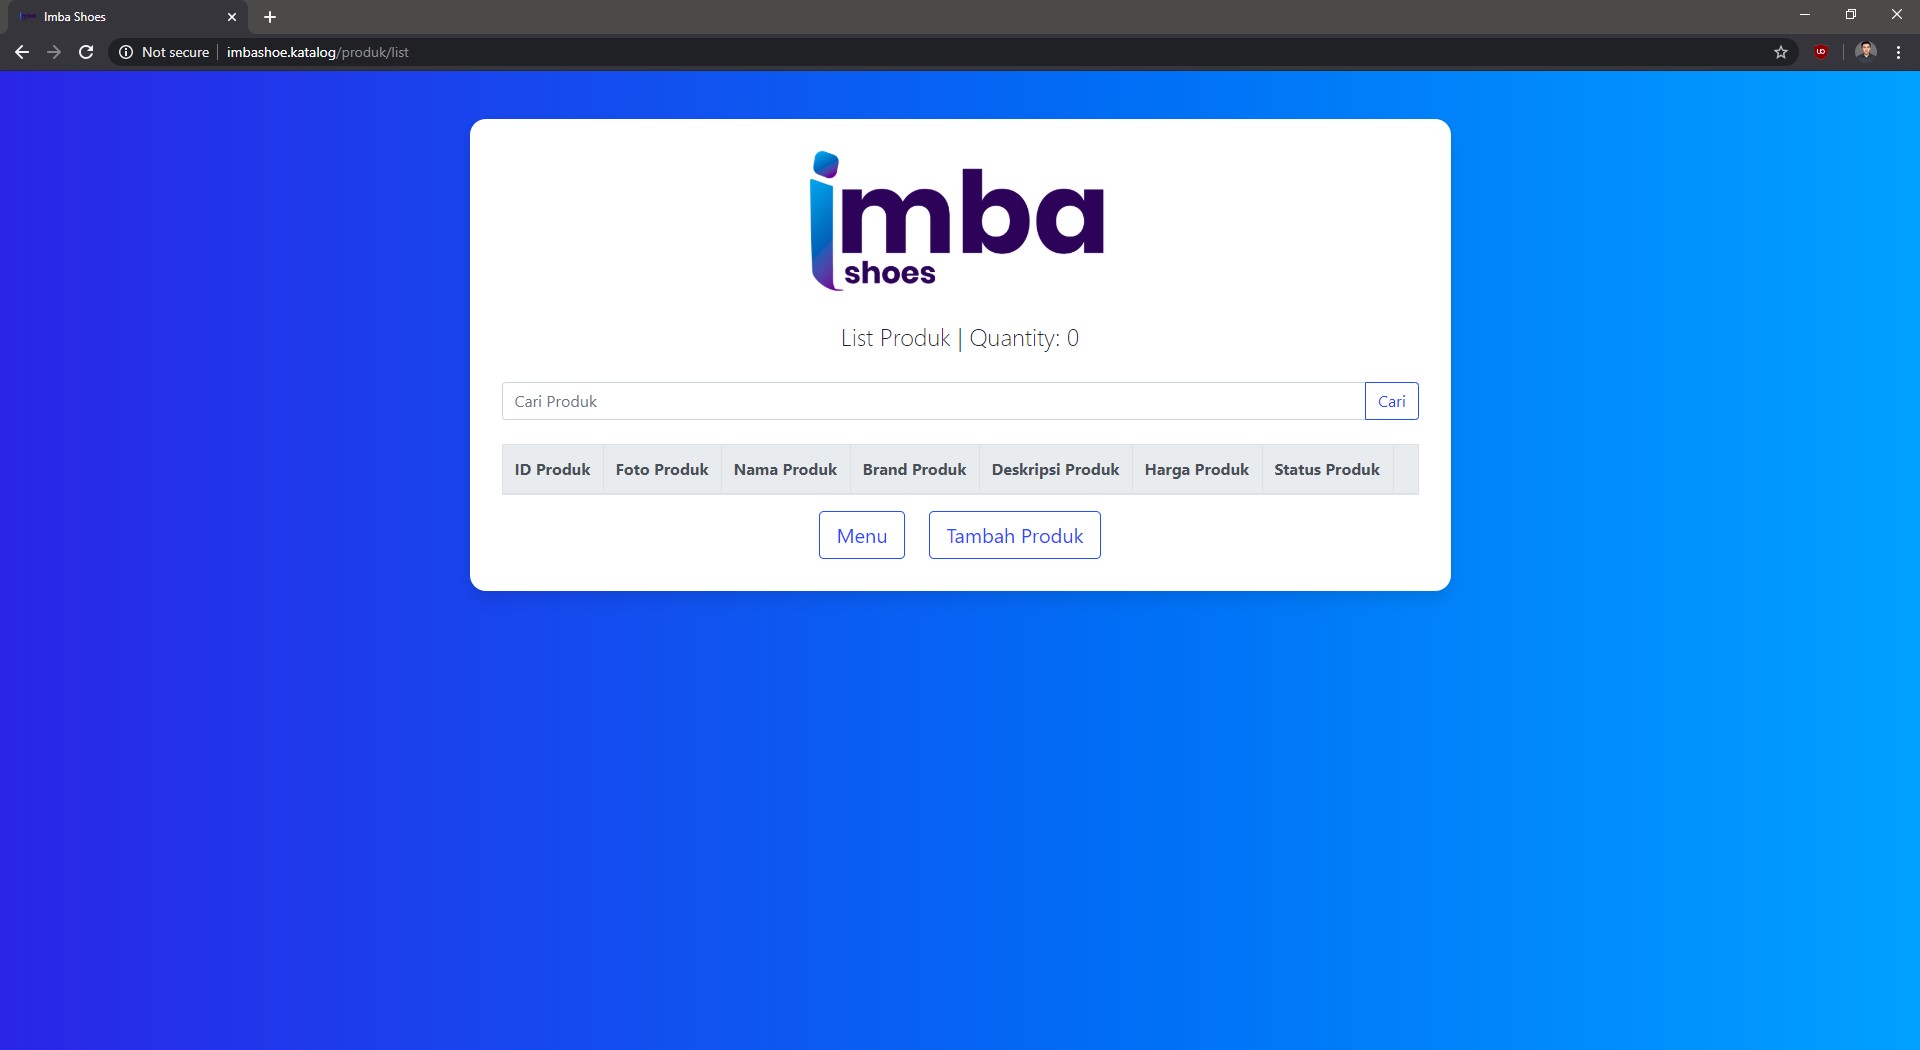 Imba Shoes
Not secure imbashoe.katalog/produk/list
imba
shoes
List Produk | Quantity: 0
Cari Produk Cari
ID Produk Foto Produk Nama Produk Brand Produk Deskripsi Produk Harga Produk Status Produk
Menu Tambah Produk